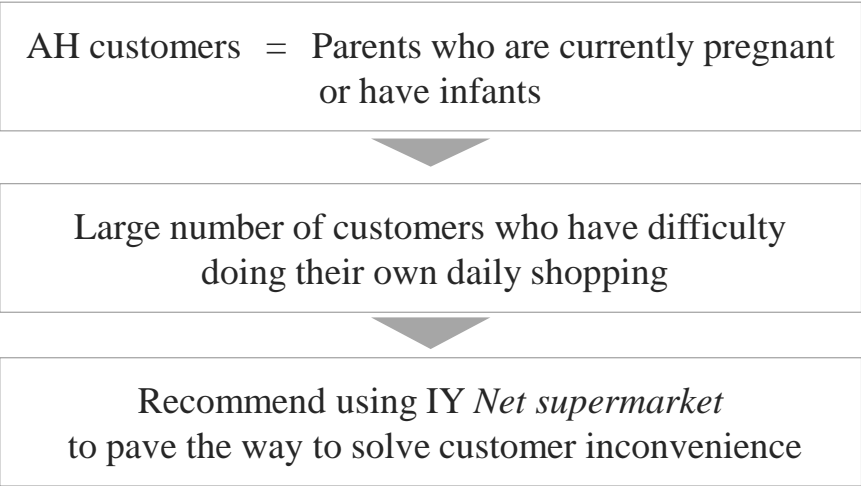 AH customers = Parents who are currently pregnant
or have infants
Large number of customers who have difficulty
doing their own daily shopping
Recommend using IY Net supermarket
to pave the way to solve customer inconvenience